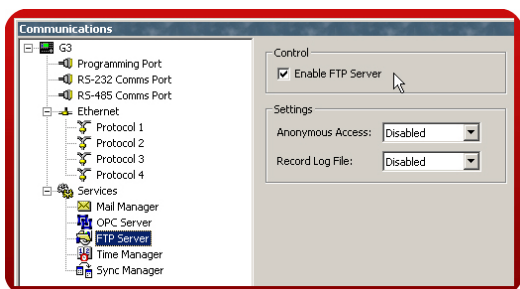 Communications
G3
Programming Port
RS-232 Comms Port
RS-485 Comms Port
Ethernet
Protocol 1
Protocol 2
Protocol 3
Protocol 4
Services
Mail Manager
OPC Server
FTP Server
Time Manager
Sync Manager
Control
Enable FTP Server
Settings
Anonymous Access: Disabled
Record Log File: Disabled